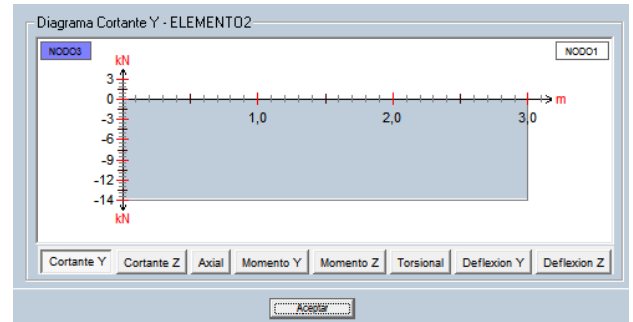 Diagrama Cortante Y - ELEMENTO2
NODO3
NODO1
kN
3
0
m
-3
1,0
2,0
3,0
-6
-9
-12
-14
kN
Cortante Y
Cortante Z
Axial
Momento Y
Momento Z
Torsional
Deflexion Y
Deflexion Z
Aceptar